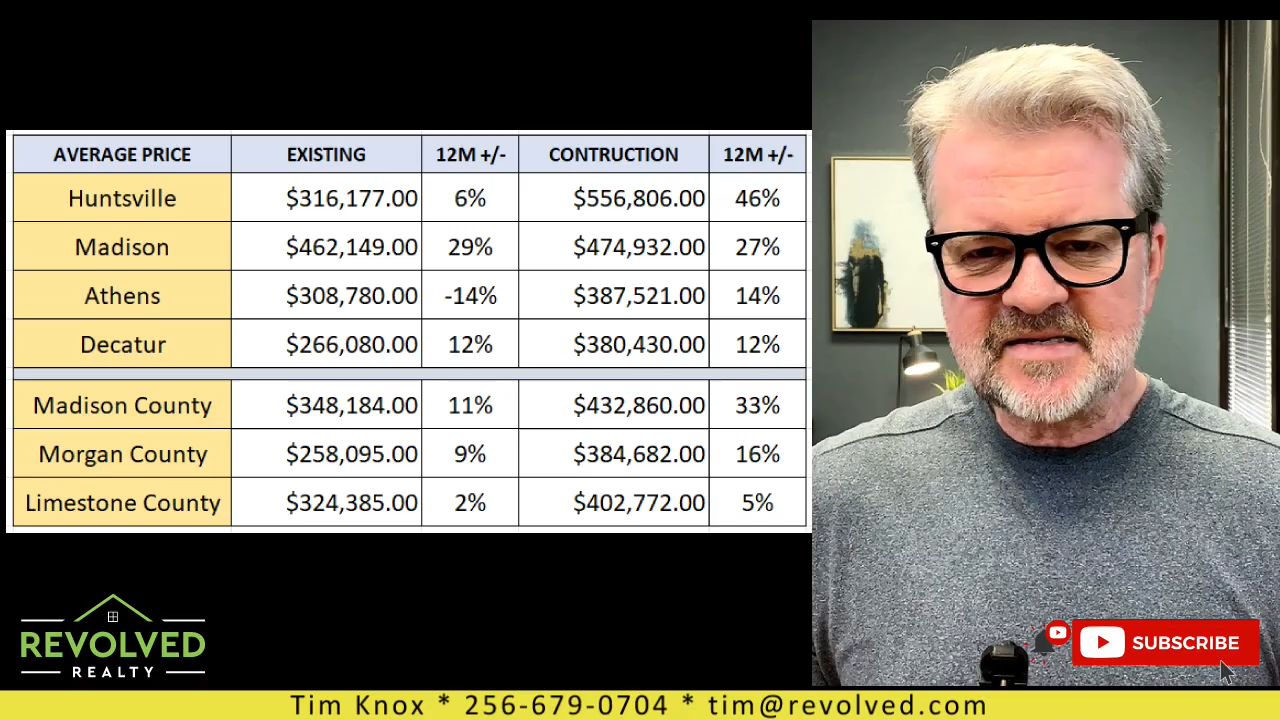 AVERAGE PRICE EXISTING 12M +/- CONTRUCTION 12M +/-
Huntsville $316,177.00 6% $556,806.00 46%
Madison $462,149.00 29% $474,932.00 27%
Athens $308,780.00 -14% $387,521.00 14%
Decatur $266,080.00 12% $380,430.00 12%
Madison County $348,184.00 11% $432,860.00 33%
Morgan County $258,095.00 9% $384,682.00 16%
Limestone County $324,385.00 2% $402,772.00 5%
REVOLVED
REALTY
SUBSCRIBE
Tim Knox * 256-679-0704 * tim@revolved.com